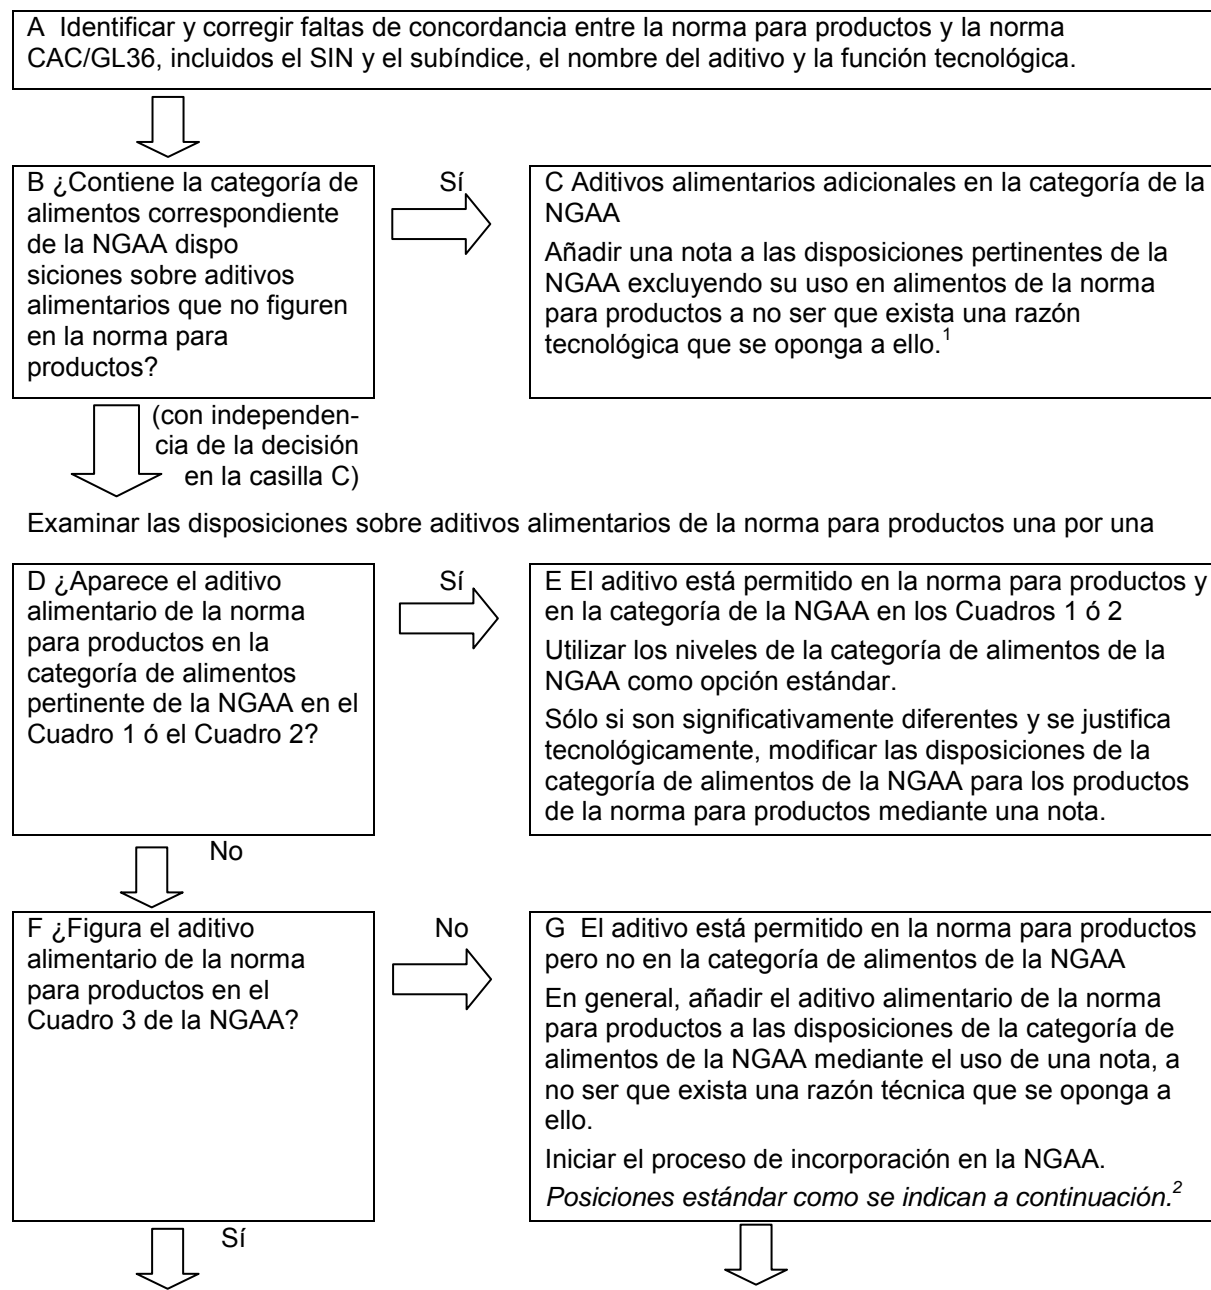 A Identificar y corregir faltas de concordancia entre la norma para productos y la norma
CAC/GL36, incluidos el SIN y el subíndice, el nombre del aditivo y la función tecnológica.
B ¿Contiene la categoría de
alimentos correspondiente
de la NGAA dispo
siciones sobre aditivos
alimentarios que no figuren
en la norma para
productos?
Sí
C Aditivos alimentarios adicionales en la categoría de la
NGAA
Añadir una nota a las disposiciones pertinentes de la
NGAA excluyendo su uso en alimentos de la norma
para productos a no ser que exista una razón
tecnológica que se oponga a ello.1
(con independen-
cia de la decisión
en la casilla C)
Examinar las disposiciones sobre aditivos alimentarios de la norma para productos una por una
D ¿Aparece el aditivo
alimentario de la norma
para productos en la
categoría de alimentos
pertinente de la NGAA en el
Cuadro 1 ó el Cuadro 2?
Sí
E El aditivo está permitido en la norma para productos y
en la categoría de la NGAA en los Cuadros 1 ó 2
Utilizar los niveles de la categoría de alimentos de la
NGAA como opción estándar.
Sólo si son significativamente diferentes y se justifica
tecnológicamente, modificar las disposiciones de la
categoría de alimentos de la NGAA para los productos
de la norma para productos mediante una nota.
No
F ¿Figura el aditivo
alimentario de la norma
para productos en el
Cuadro 3 de la NGAA?
No
G El aditivo está permitido en la norma para productos
pero no en la categoría de alimentos de la NGAA
En general, añadir el aditivo alimentario de la norma
para productos a las disposiciones de la categoría de
alimentos de la NGAA mediante el uso de una nota, a
no ser que exista una razón técnica que se oponga a
ello.
Iniciar el proceso de incorporación en la NGAA.
Posiciones estándar como se indican a continuación.2
Sí